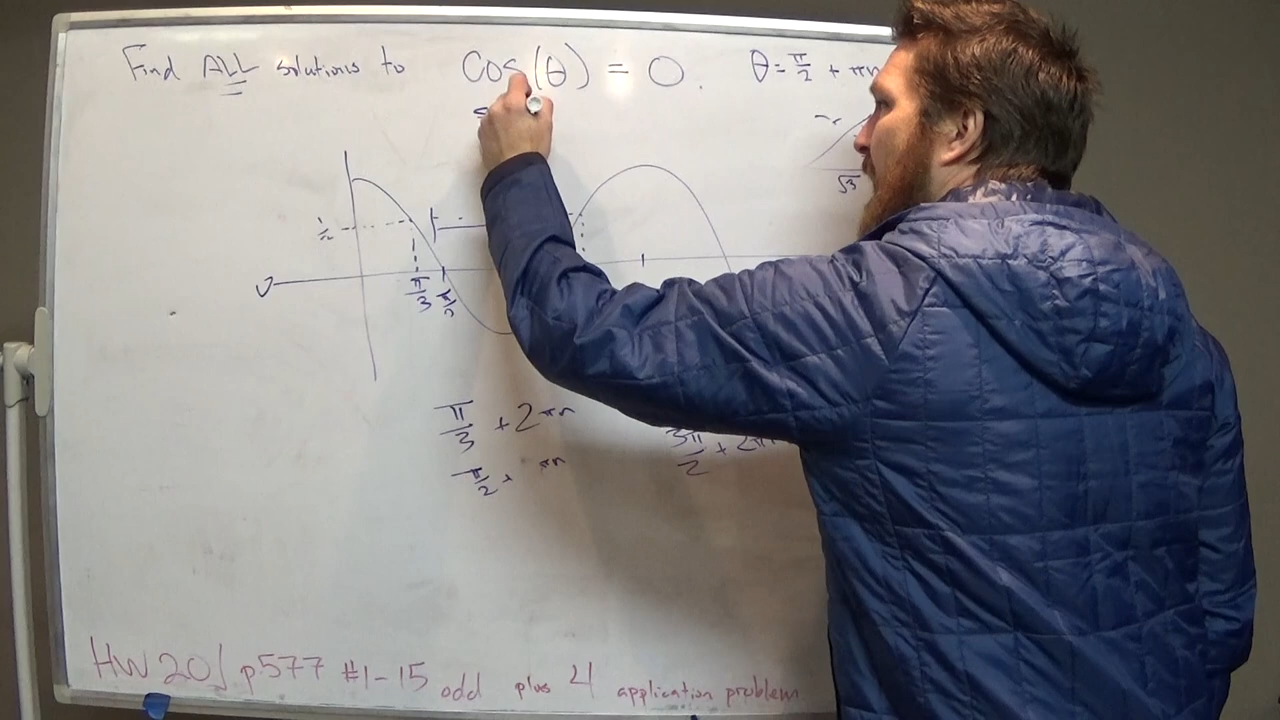 Find ALL solutions to cos(θ) = 0. θ = π/2 + πn
√3
1/2
π/3 π/2
π/3 + 2πn
3π/2 + 2πn
π/2 + πn
HW 20 p577 #1-15 odd plus 4 application problem